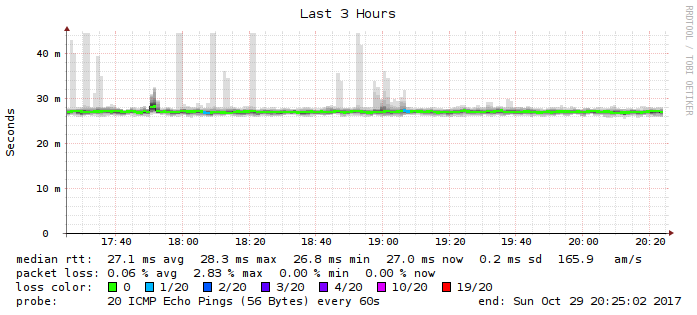 Last 3 Hours
RRDTOOL / TOBI OETIKER
Seconds
40 m
30 m
20 m
10 m
0
17:40 18:00 18:20 18:40 19:00 19:20 19:40 20:00 20:20
median rtt: 27.1 ms avg 28.3 ms max 26.8 ms min 27.0 ms now 0.2 ms sd 165.9 am/s
packet loss: 0.06 % avg 2.83 % max 0.00 % min 0.00 % now
loss color: 0 1/20 2/20 3/20 4/20 10/20 19/20
probe: 20 ICMP Echo Pings (56 Bytes) every 60s end: Sun Oct 29 20:25:02 2017